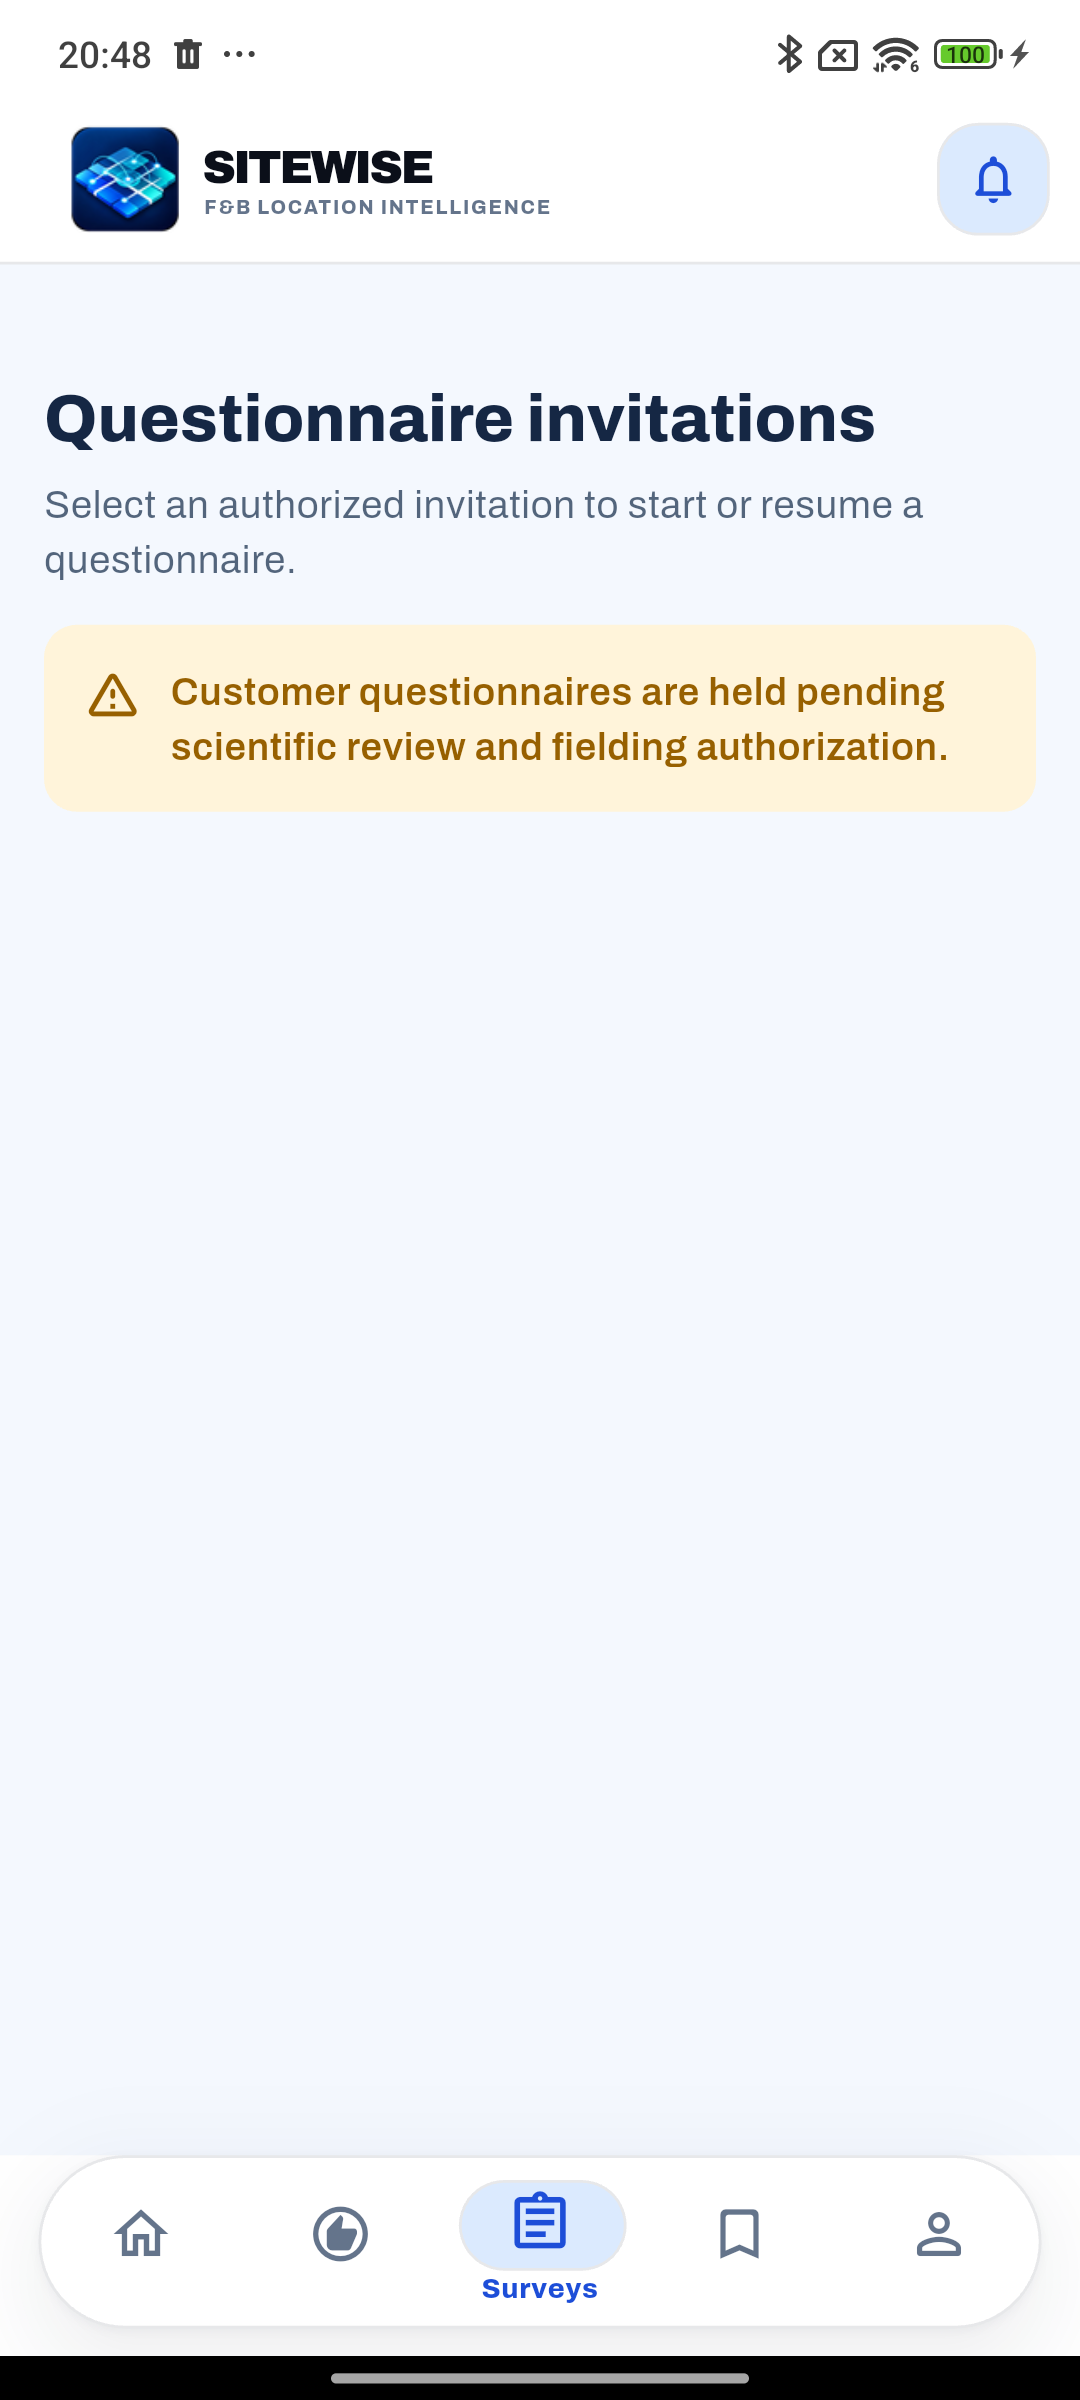 20:48
6
100
SITEWISE
F&B LOCATION INTELLIGENCE
Questionnaire invitations
Select an authorized invitation to start or resume a
questionnaire.
Customer questionnaires are held pending
scientific review and fielding authorization.
Surveys